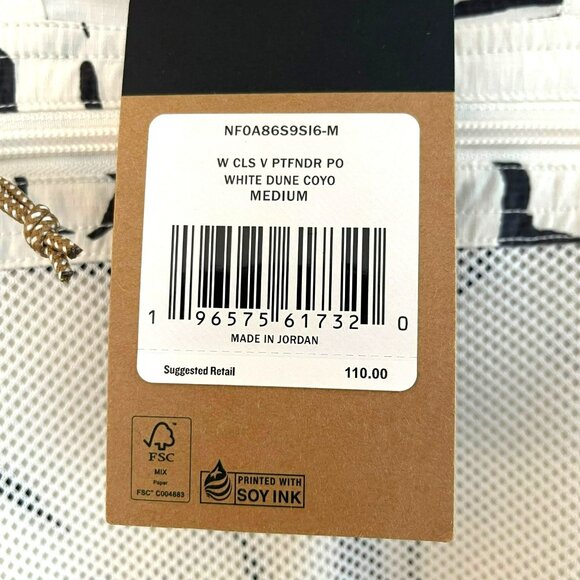 NF0A86S9SI6-M
W CLS V PTFNDR PO
WHITE DUNE COYO
MEDIUM
1 96575 61732 0
MADE IN JORDAN
Suggested Retail 110.00
FSC
MIX
Paper
FSC™ C004683
PRINTED WITH
SOY INK